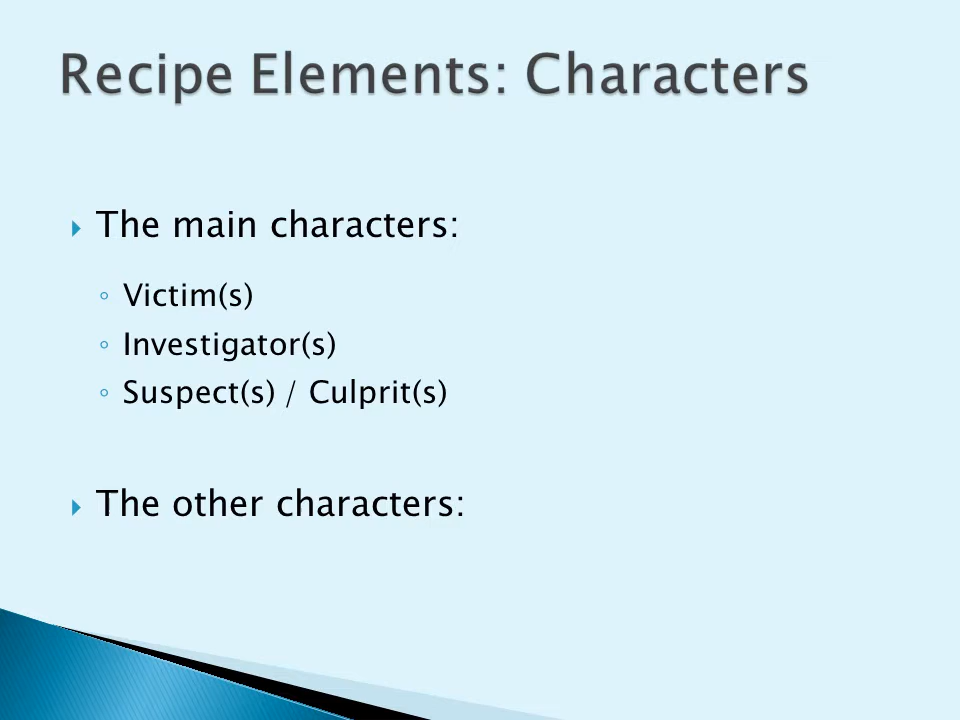 Recipe Elements: Characters
The main characters:
Victim(s)
Investigator(s)
Suspect(s) / Culprit(s)
The other characters: